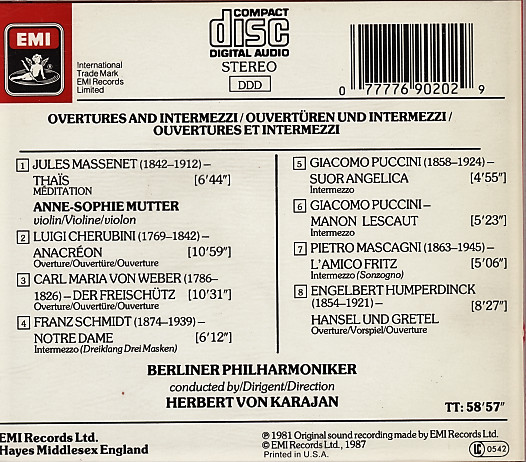 EMI
International
Trade Mark
EMI Records
Limited
COMPACT
disc
DIGITAL AUDIO
STEREO
DDD
0 77776 90202 9
OVERTURES AND INTERMEZZI/OUVERTÜREN UND INTERMEZZI/
OUVERTURES ET INTERMEZZI
1 JULES MASSENET (1842–1912) –
THAÏS [6'44"]
MÉDITATION
ANNE-SOPHIE MUTTER
violin/Violine/violon
2 LUIGI CHERUBINI (1769–1842) –
ANACRÉON [10'59"]
Overture/Ouvertüre/Ouverture
3 CARL MARIA VON WEBER (1786–
1826) – DER FREISCHÜTZ [10'31"]
Overture/Ouvertüre/Ouverture
4 FRANZ SCHMIDT (1874–1939) –
NOTRE DAME [6'12"]
Intermezzo (Dreiklang Drei Masken)
5 GIACOMO PUCCINI (1858–1924) –
SUOR ANGELICA [4'55"]
Intermezzo
6 GIACOMO PUCCINI –
MANON LESCAUT [5'23"]
Intermezzo
7 PIETRO MASCAGNI (1863–1945) –
L'AMICO FRITZ [5'06"]
Intermezzo (Sonzogno)
8 ENGELBERT HUMPERDINCK
(1854–1921) – [8'27"]
HANSEL UND GRETEL
Overture/Vorspiel/Ouverture
BERLINER PHILHARMONIKER
conducted by/Dirigent/Direction
HERBERT VON KARAJAN
TT: 58'57"
EMI Records Ltd.
Hayes Middlesex England
℗ 1981 Original sound recording made by EMI Records Ltd.
© EMI Records Ltd., 1987
Printed in U.S.A.
LC 0542